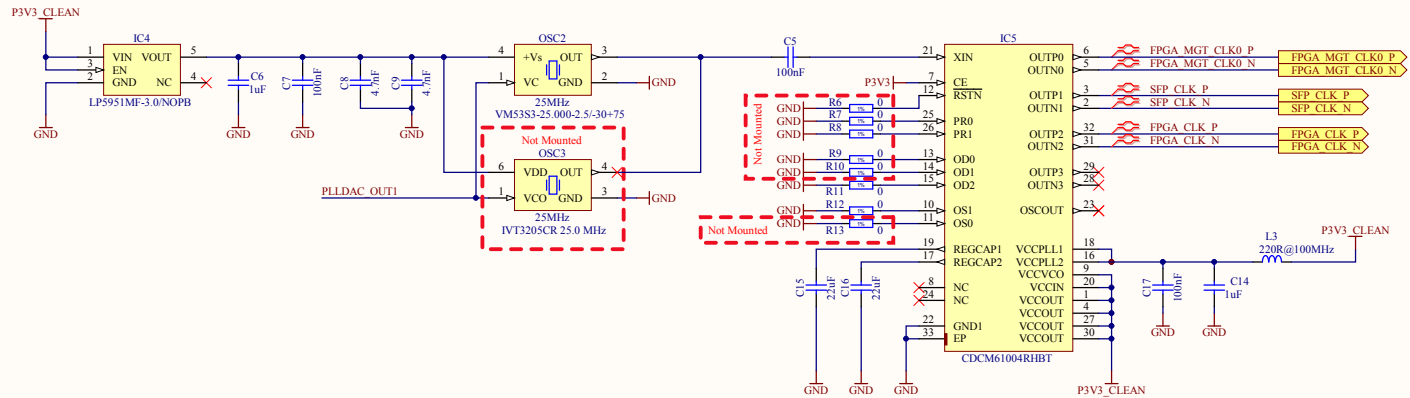 P3V3_CLEAN
IC4
1 VIN VOUT 5
3 EN
2 GND NC 4
LP5951MF-3.0/NOPB
GND
C6
1uF
GND
C7
100nF
GND
C8
4.7nF
C9
4.7nF
GND
OSC2
4 +Vs OUT 3
1 VC GND 2
GND
25MHz
VM53S3-25.000-2.5/-30+75
Not Mounted
OSC3
6 VDD OUT 4
1 VCO GND 3
GND
25MHz
IVT3205CR 25.0 MHz
PLLDAC_OUT1
C5
100nF
P3V3
Not Mounted
GND R6 1% 0
GND R7 1% 0
GND R8 1% 0
GND R9 1% 0
GND R10 1% 0
GND R11 1% 0
GND R12 1% 0
Not Mounted
GND R13 1% 0
C15
22uF
GND
C16
22uF
GND
GND
IC5
21 XIN OUTP0 6
OUTN0 5
7 CE
12 RSTN OUTP1 3
OUTN1 2
25 PR0
26 PR1 OUTP2 32
OUTN2 31
13 OD0
14 OD1 OUTP3 29
15 OD2 OUTN3 28
10 OS1 OSCOUT 23
11 OS0
19 REGCAP1 VCCPLL1 18
17 REGCAP2 VCCPLL2 16
VCCVCO 9
8 NC VCCIN 20
24 NC VCCOUT 1
VCCOUT 4
22 GND1 VCCOUT 27
33 EP VCCOUT 30
CDCM61004RHBT
FPGA_MGT_CLK0_P FPGA_MGT_CLK0_P
FPGA_MGT_CLK0_N FPGA_MGT_CLK0_N
SFP_CLK_P SFP_CLK_P
SFP_CLK_N SFP_CLK_N
FPGA_CLK_P FPGA_CLK_P
FPGA_CLK_N FPGA_CLK_N
L3
220R@100MHz
P3V3_CLEAN
C17
100nF
GND
C14
1uF
GND
P3V3_CLEAN